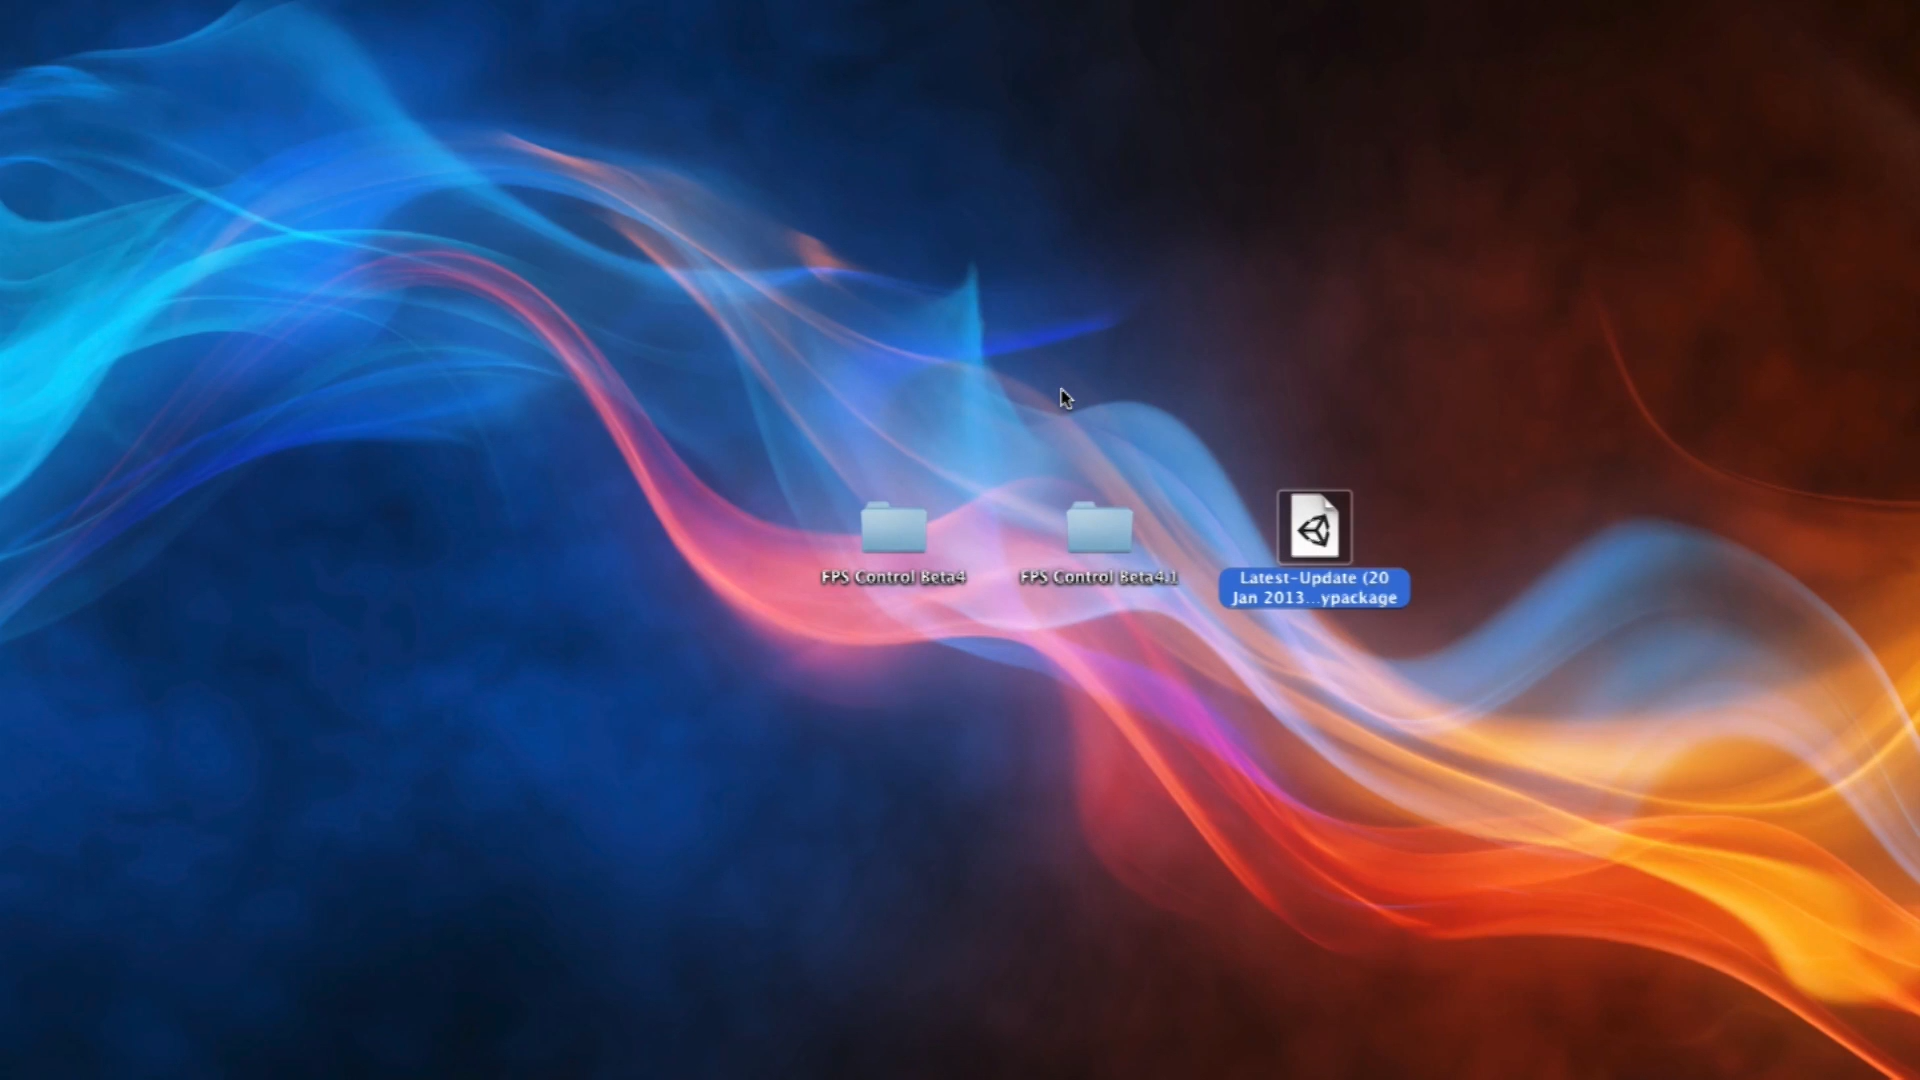 FPS Control Beta4
FPS Control Beta4.1
Latest-Update (20
Jan 2013...ypackage